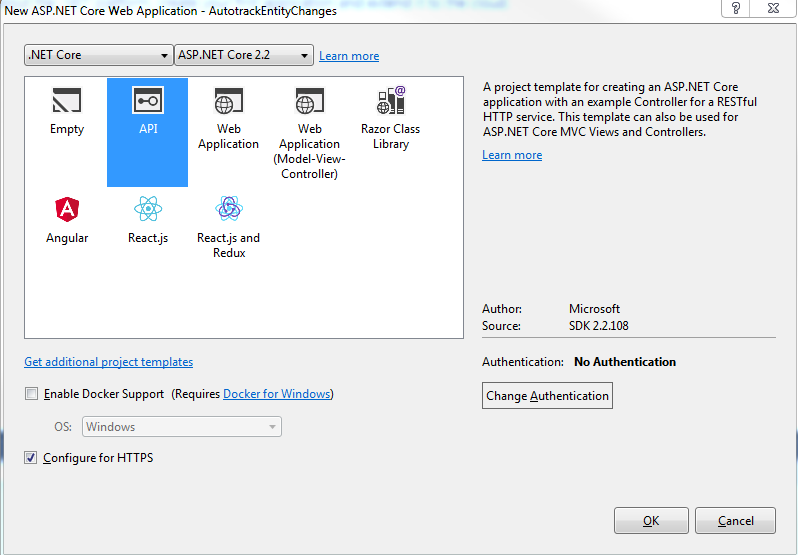 New ASP.NET Core Web Application - AutotrackEntityChanges
?
.NET Core
ASP.NET Core 2.2
Learn more
Empty
API
Web
Application
Web
Application
(Model-View-
Controller)
Razor Class
Library
Angular
React.js
React.js and
Redux
A project template for creating an ASP.NET Core
application with an example Controller for a RESTful
HTTP service. This template can also be used for
ASP.NET Core MVC Views and Controllers.
Learn more
Author: Microsoft
Source: SDK 2.2.108
Get additional project templates
Authentication: No Authentication
Enable Docker Support (Requires Docker for Windows)
Change Authentication
OS: Windows
Configure for HTTPS
OK
Cancel